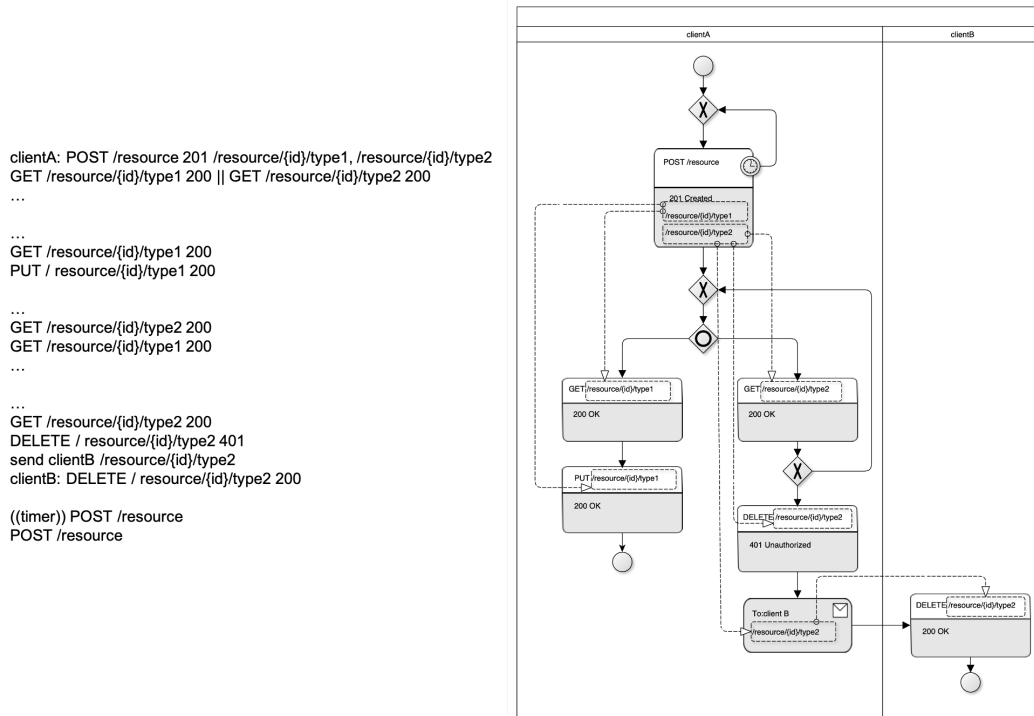 clientA: POST /resource 201 /resource/{id}/type1, /resource/{id}/type2
GET /resource/{id}/type1 200 || GET /resource/{id}/type2 200
...
...
GET /resource/{id}/type1 200
PUT / resource/{id}/type1 200
...
GET /resource/{id}/type2 200
GET /resource/{id}/type1 200
...
...
GET /resource/{id}/type2 200
DELETE / resource/{id}/type2 401
send clientB /resource/{id}/type2
clientB: DELETE / resource/{id}/type2 200
((timer)) POST /resource
POST /resource
clientA
clientB
X
POST /resource
201 Created
/resource/{id}/type1
/resource/{id}/type2
X
GET /resource/{id}/type1
200 OK
GET /resource/{id}/type2
200 OK
PUT /resource/{id}/type1
200 OK
X
DELETE /resource/{id}/type2
401 Unauthorized
To:client B
/resource/{id}/type2
DELETE /resource/{id}/type2
200 OK